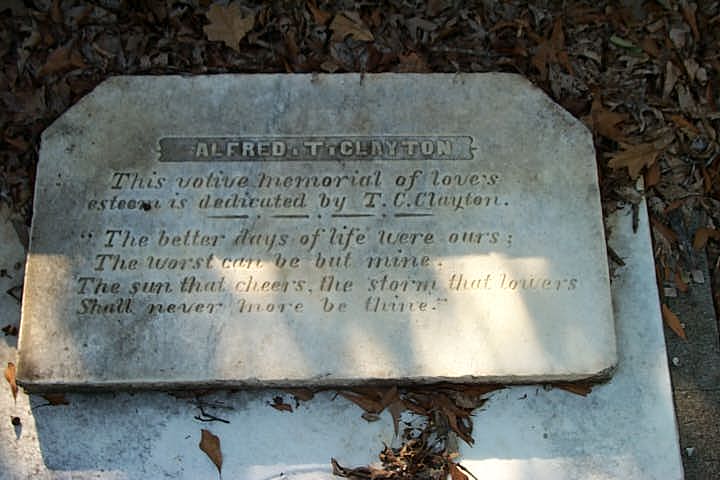 ALFRED.T.CLAYTON
This votive memorial of love's
esteem is dedicated by T.C.Clayton.
"The better days of life were ours;
The worst can be but mine.
The sun that cheers, the storm that lowers
Shall never more be thine."